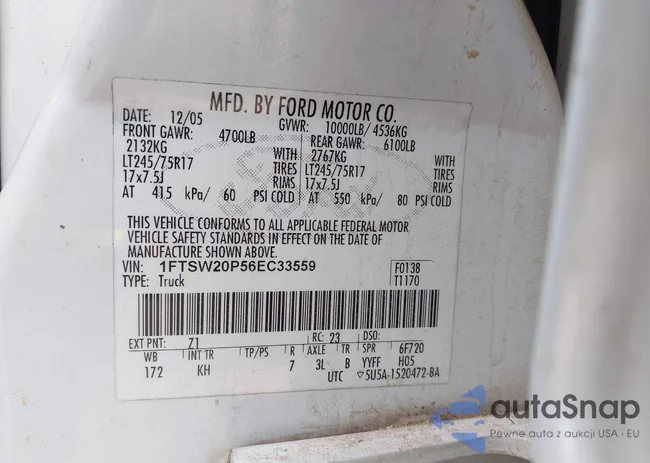 MFD. BY FORD MOTOR CO.
DATE: 12/05 GVWR: 10000LB/ 4536KG
FRONT GAWR: 4700LB REAR GAWR: 6100LB
2132KG 2767KG
LT245/75R17 TIRES LT245/75R17 TIRES
17x7.5J RIMS 17x7.5J RIMS
AT 415 kPa/ 60 PSI COLD AT 550 kPa/ 80 PSI COLD
THIS VEHICLE CONFORMS TO ALL APPLICABLE FEDERAL MOTOR
VEHICLE SAFETY STANDARDS IN EFFECT ON THE DATE OF
MANUFACTURE SHOWN ABOVE.
VIN: 1FTSW20P56EC33559 F0138
TYPE: Truck T1170
EXT PNT: Z1 RC: 23 DSO:
WB INT TR TP/PS R AXLE TR SPR 6F720
172 KH 7 3L B YYFF H05
UTC ▽5U5A-1520472-BA
autaSnap
Pewne auta z aukcji USA i EU